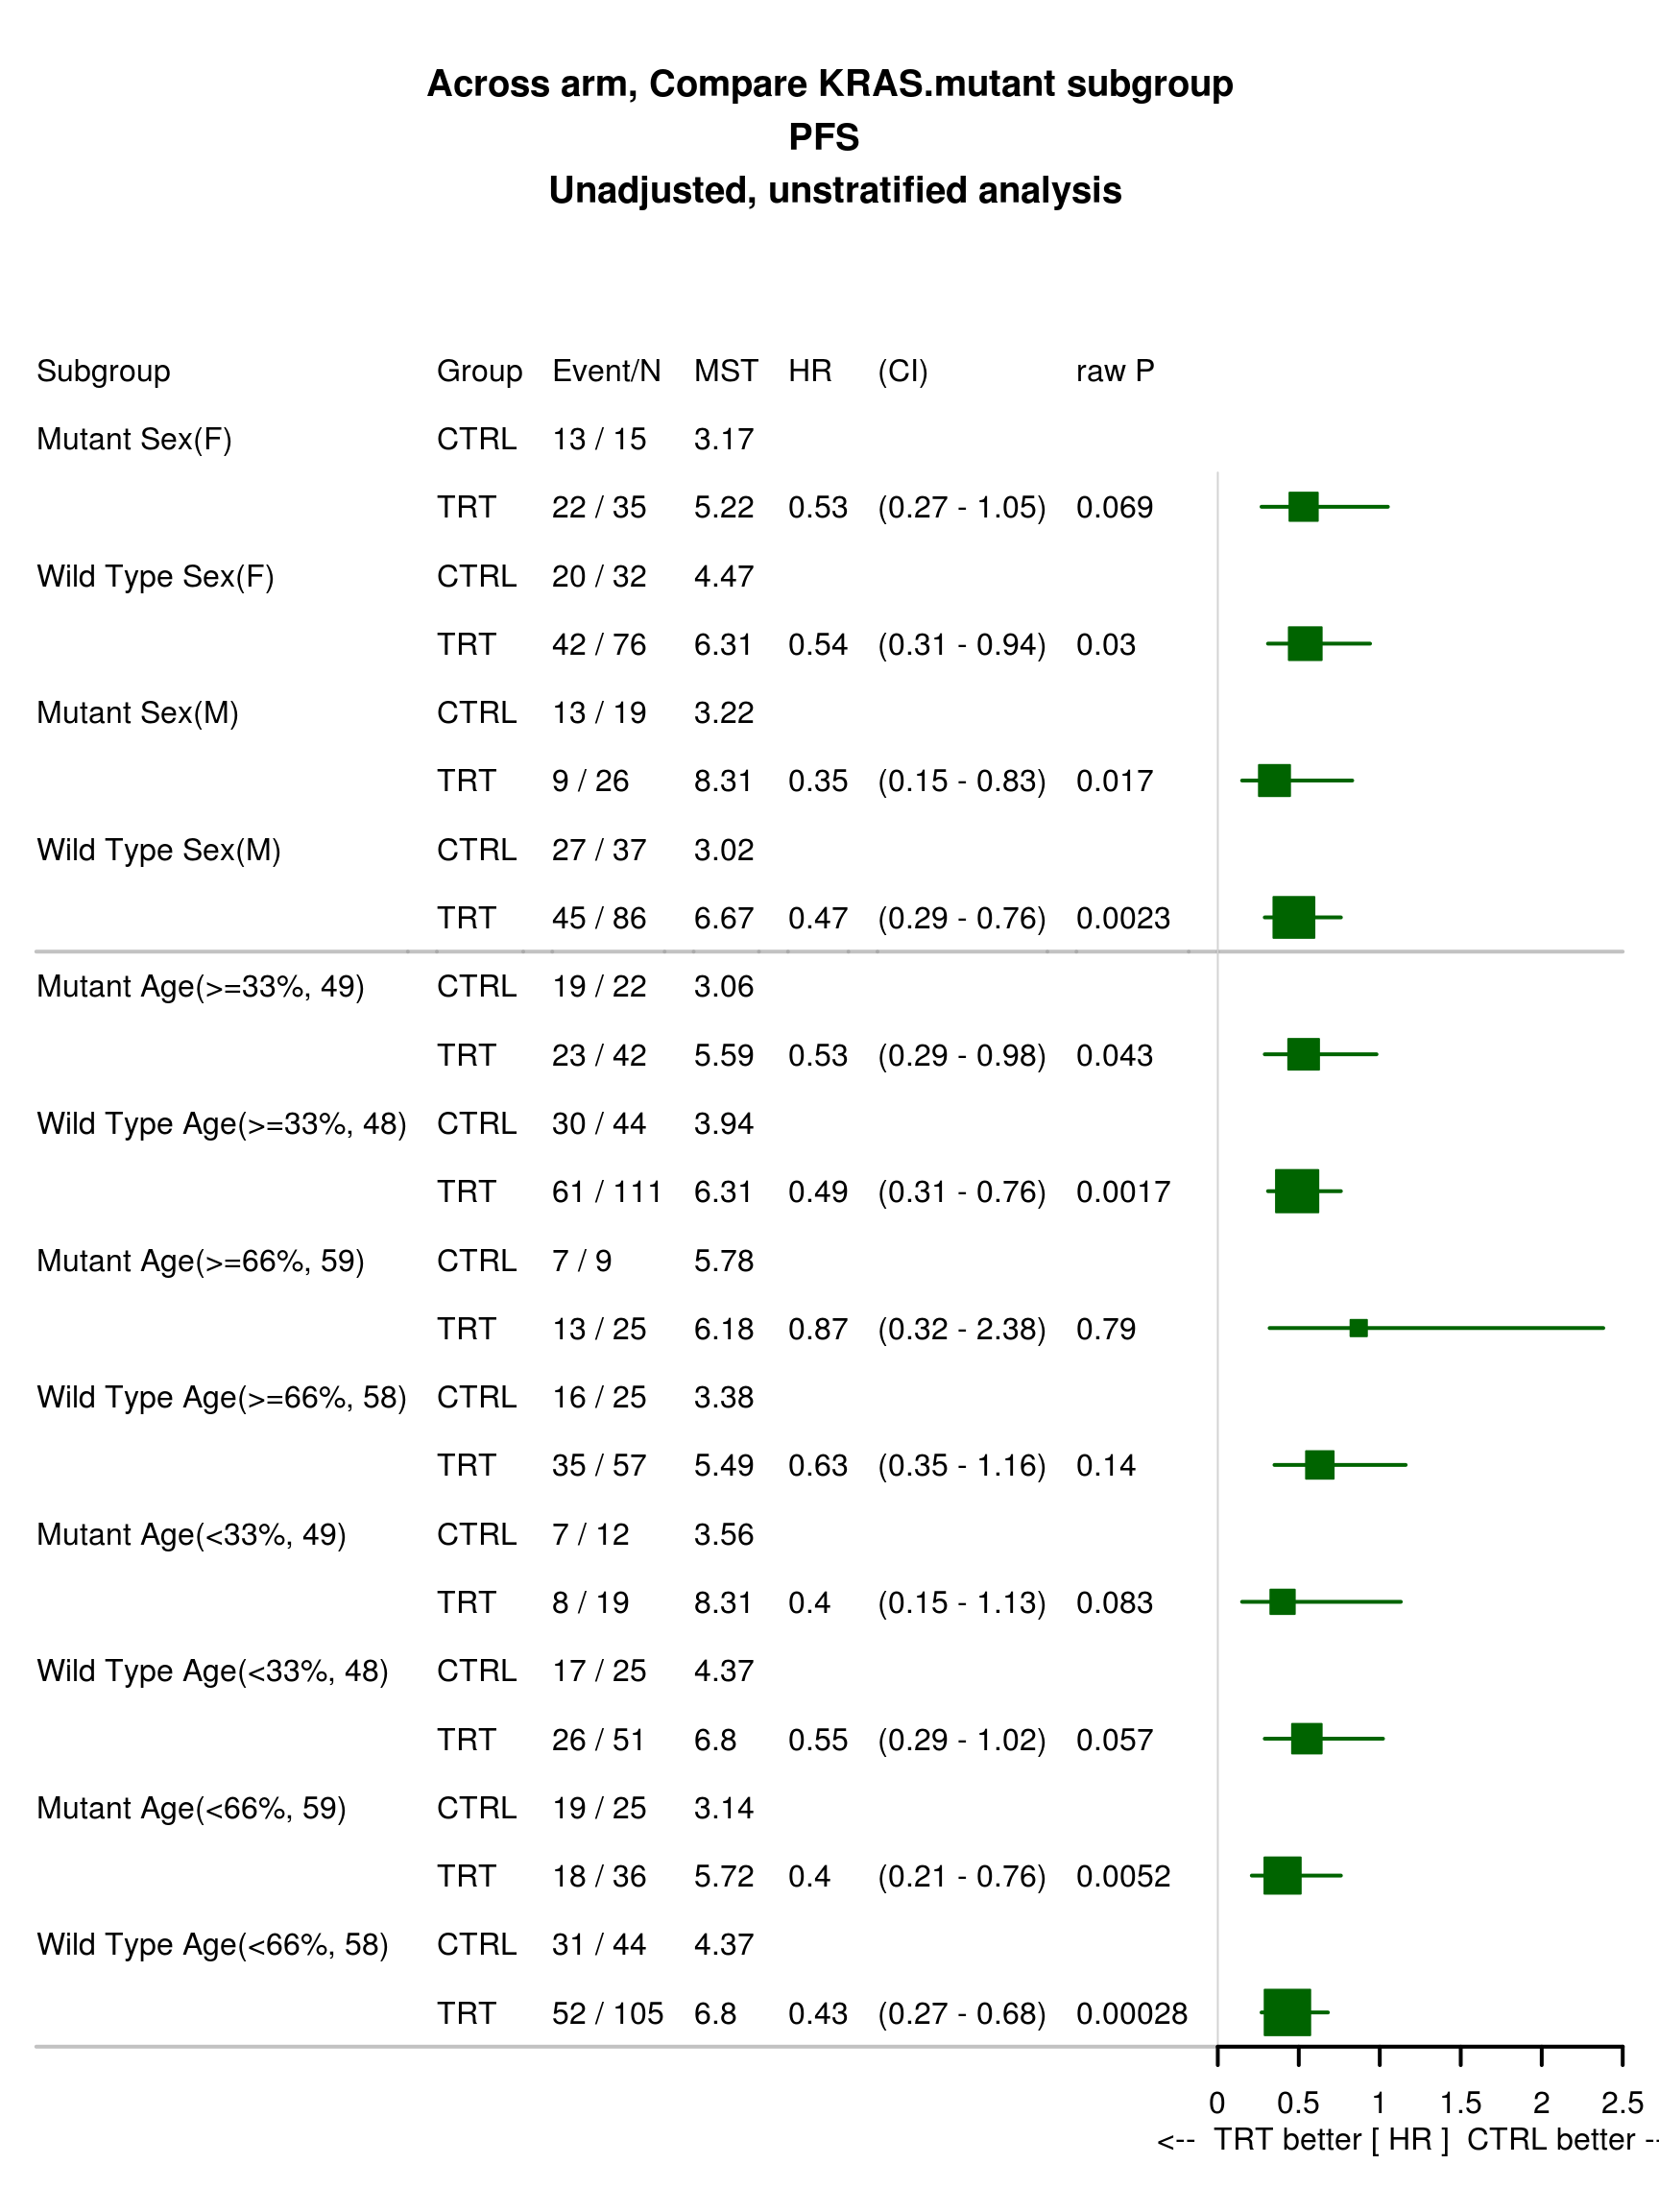 Across arm, Compare KRAS.mutant subgroup
PFS
Unadjusted, unstratified analysis
Subgroup Group Event/N MST HR (CI) raw P
Mutant Sex(F) CTRL 13 / 15 3.17
TRT 22 / 35 5.22 0.53 (0.27 - 1.05) 0.069
Wild Type Sex(F) CTRL 20 / 32 4.47
TRT 42 / 76 6.31 0.54 (0.31 - 0.94) 0.03
Mutant Sex(M) CTRL 13 / 19 3.22
TRT 9 / 26 8.31 0.35 (0.15 - 0.83) 0.017
Wild Type Sex(M) CTRL 27 / 37 3.02
TRT 45 / 86 6.67 0.47 (0.29 - 0.76) 0.0023
Mutant Age(>=33%, 49) CTRL 19 / 22 3.06
TRT 23 / 42 5.59 0.53 (0.29 - 0.98) 0.043
Wild Type Age(>=33%, 48) CTRL 30 / 44 3.94
TRT 61 / 111 6.31 0.49 (0.31 - 0.76) 0.0017
Mutant Age(>=66%, 59) CTRL 7 / 9 5.78
TRT 13 / 25 6.18 0.87 (0.32 - 2.38) 0.79
Wild Type Age(>=66%, 58) CTRL 16 / 25 3.38
TRT 35 / 57 5.49 0.63 (0.35 - 1.16) 0.14
Mutant Age(<33%, 49) CTRL 7 / 12 3.56
TRT 8 / 19 8.31 0.4 (0.15 - 1.13) 0.083
Wild Type Age(<33%, 48) CTRL 17 / 25 4.37
TRT 26 / 51 6.8 0.55 (0.29 - 1.02) 0.057
Mutant Age(<66%, 59) CTRL 19 / 25 3.14
TRT 18 / 36 5.72 0.4 (0.21 - 0.76) 0.0052
Wild Type Age(<66%, 58) CTRL 31 / 44 4.37
TRT 52 / 105 6.8 0.43 (0.27 - 0.68) 0.00028
0 0.5 1 1.5 2 2.5
<-- TRT better [ HR ] CTRL better --